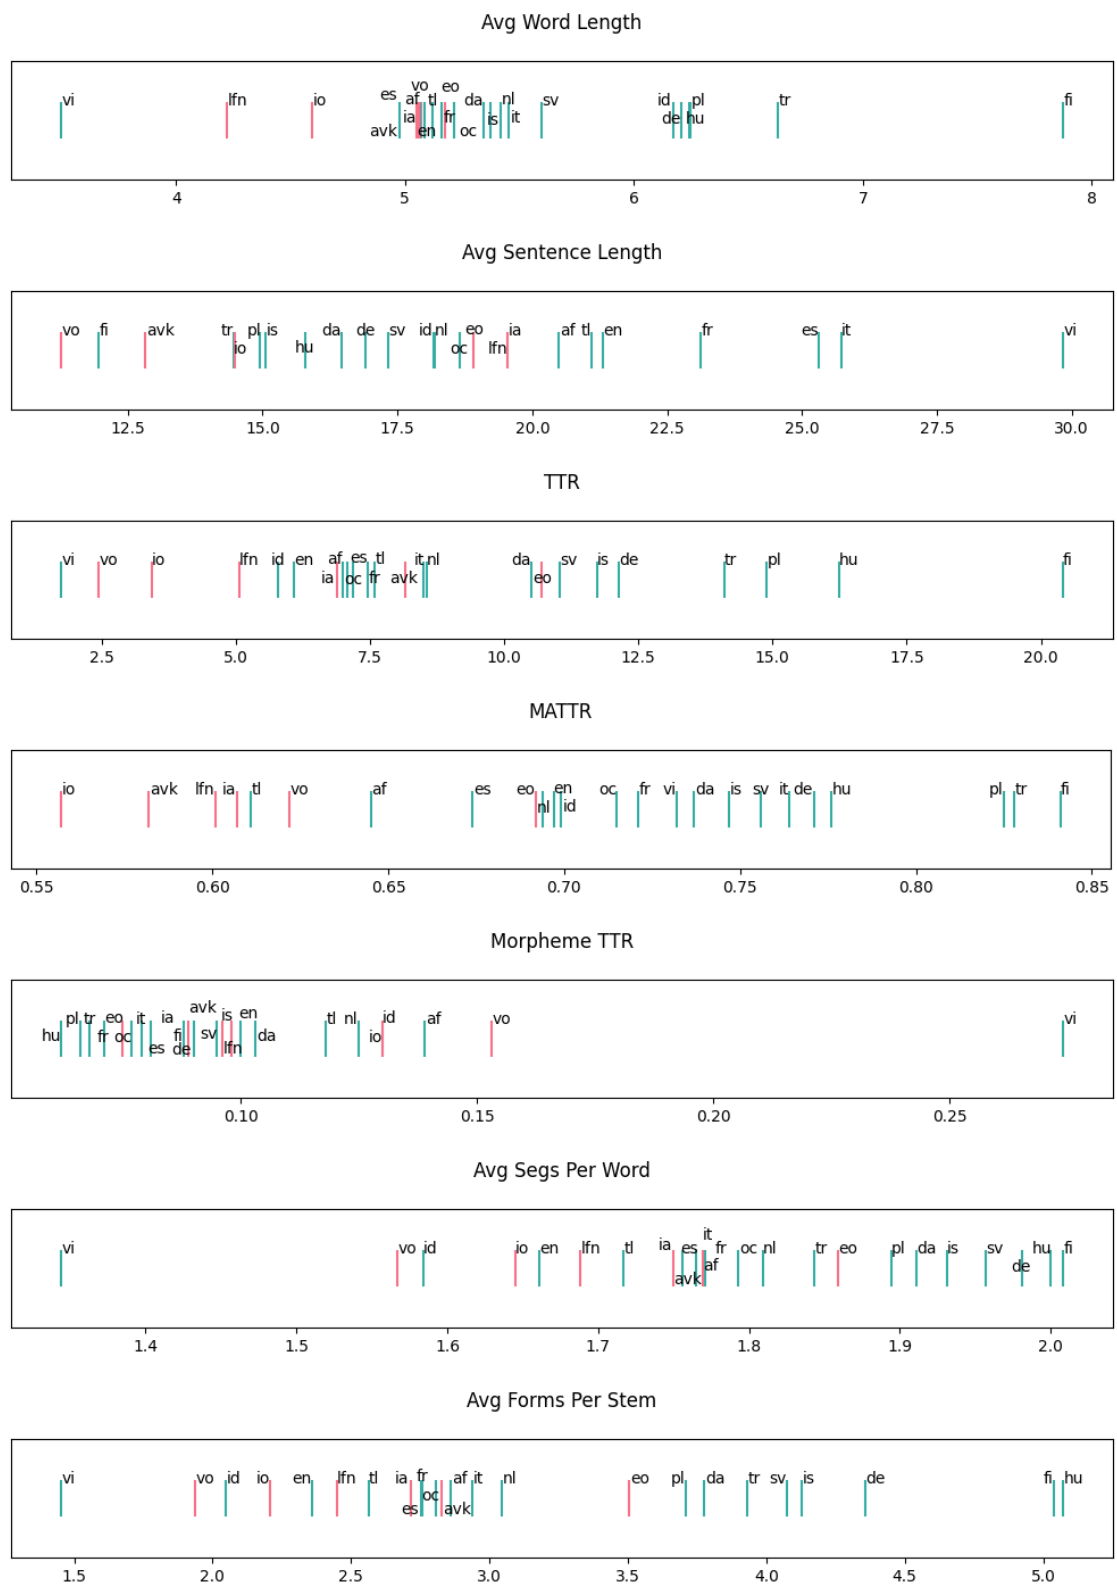 Avg Word Length
vi lfn io es avk af ia vo en tl eo fr oc da is nl it sv id de pl hu tr fi
4 5 6 7 8
Avg Sentence Length
vo fi avk tr io pl is hu da de sv id nl oc eo lfn ia af tl en fr es it vi
12.5 15.0 17.5 20.0 22.5 25.0 27.5 30.0
TTR
vi vo io lfn id en ia af oc es fr tl avk it nl da eo sv is de tr pl hu fi
2.5 5.0 7.5 10.0 12.5 15.0 17.5 20.0
MATTR
io avk lfn ia tl vo af es eo nl en id oc fr vi da is sv it de hu pl tr fi
0.55 0.60 0.65 0.70 0.75 0.80 0.85
Morpheme TTR
hu pl tr fr eo oc it es ia fi de avk sv is lfn en da tl nl io id af vo vi
0.10 0.15 0.20 0.25
Avg Segs Per Word
vi vo id io en lfn tl ia avk es it af fr oc nl tr eo pl da is sv de hu fi
1.4 1.5 1.6 1.7 1.8 1.9 2.0
Avg Forms Per Stem
vi vo id io en lfn tl ia es fr oc avk af it nl eo pl da tr sv is de fi hu
1.5 2.0 2.5 3.0 3.5 4.0 4.5 5.0